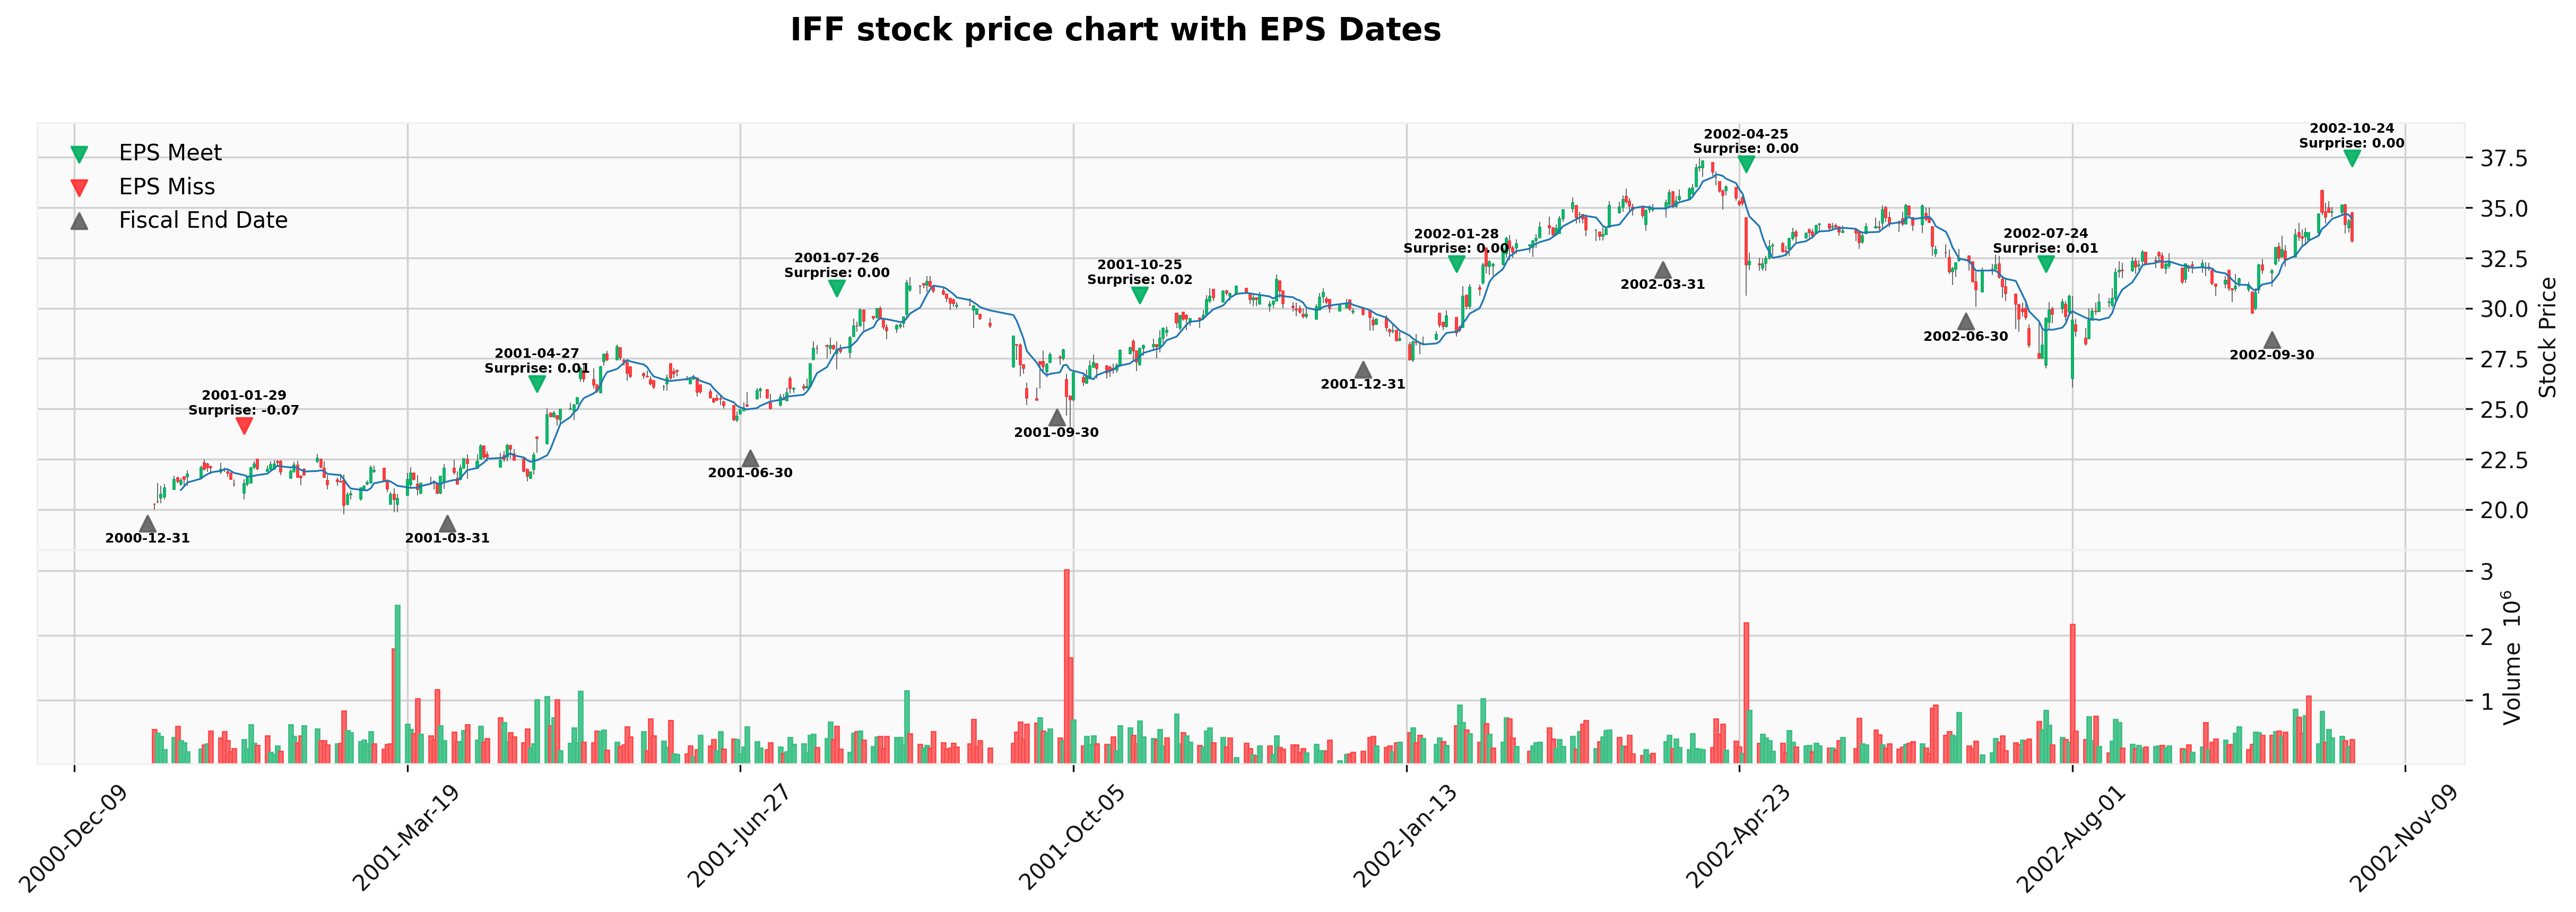 IFF stock price chart with EPS Dates
EPS Meet
EPS Miss
Fiscal End Date
2002-04-25
Surprise: 0.00
2002-10-24
Surprise: 0.00
2002-01-28
Surprise: 0.00
2002-07-24
Surprise: 0.01
2001-07-26
Surprise: 0.00
2001-10-25
Surprise: 0.02
2001-04-27
Surprise: 0.01
2001-01-29
Surprise: -0.07
2002-03-31
2002-06-30
2002-09-30
2001-12-31
2001-09-30
2001-06-30
2000-12-31
2001-03-31
37.5
35.0
32.5
30.0
27.5
25.0
22.5
20.0
Stock Price
3
2
1
Volume 10⁶
2000-Dec-09
2001-Mar-19
2001-Jun-27
2001-Oct-05
2002-Jan-13
2002-Apr-23
2002-Aug-01
2002-Nov-09